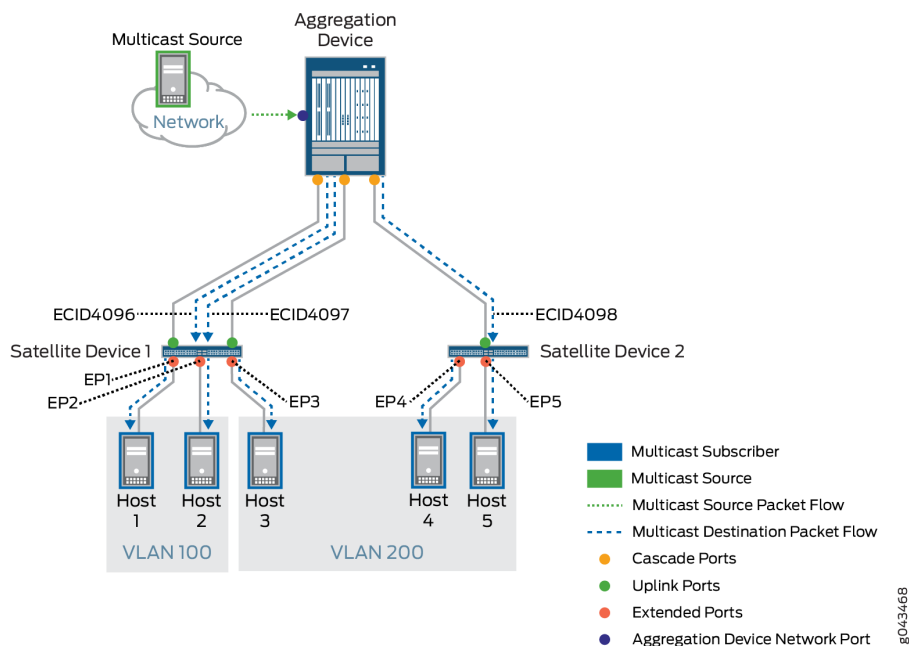 Aggregation
Device
Multicast Source
Network
ECID4096
ECID4097
ECID4098
Satellite Device 1
Satellite Device 2
EP1
EP2
EP3
EP4
EP5
Host
1
Host
2
Host
3
Host
4
Host
5
VLAN 100
VLAN 200
Multicast Subscriber
Multicast Source
Multicast Source Packet Flow
Multicast Destination Packet Flow
Cascade Ports
Uplink Ports
Extended Ports
Aggregation Device Network Port
g043468